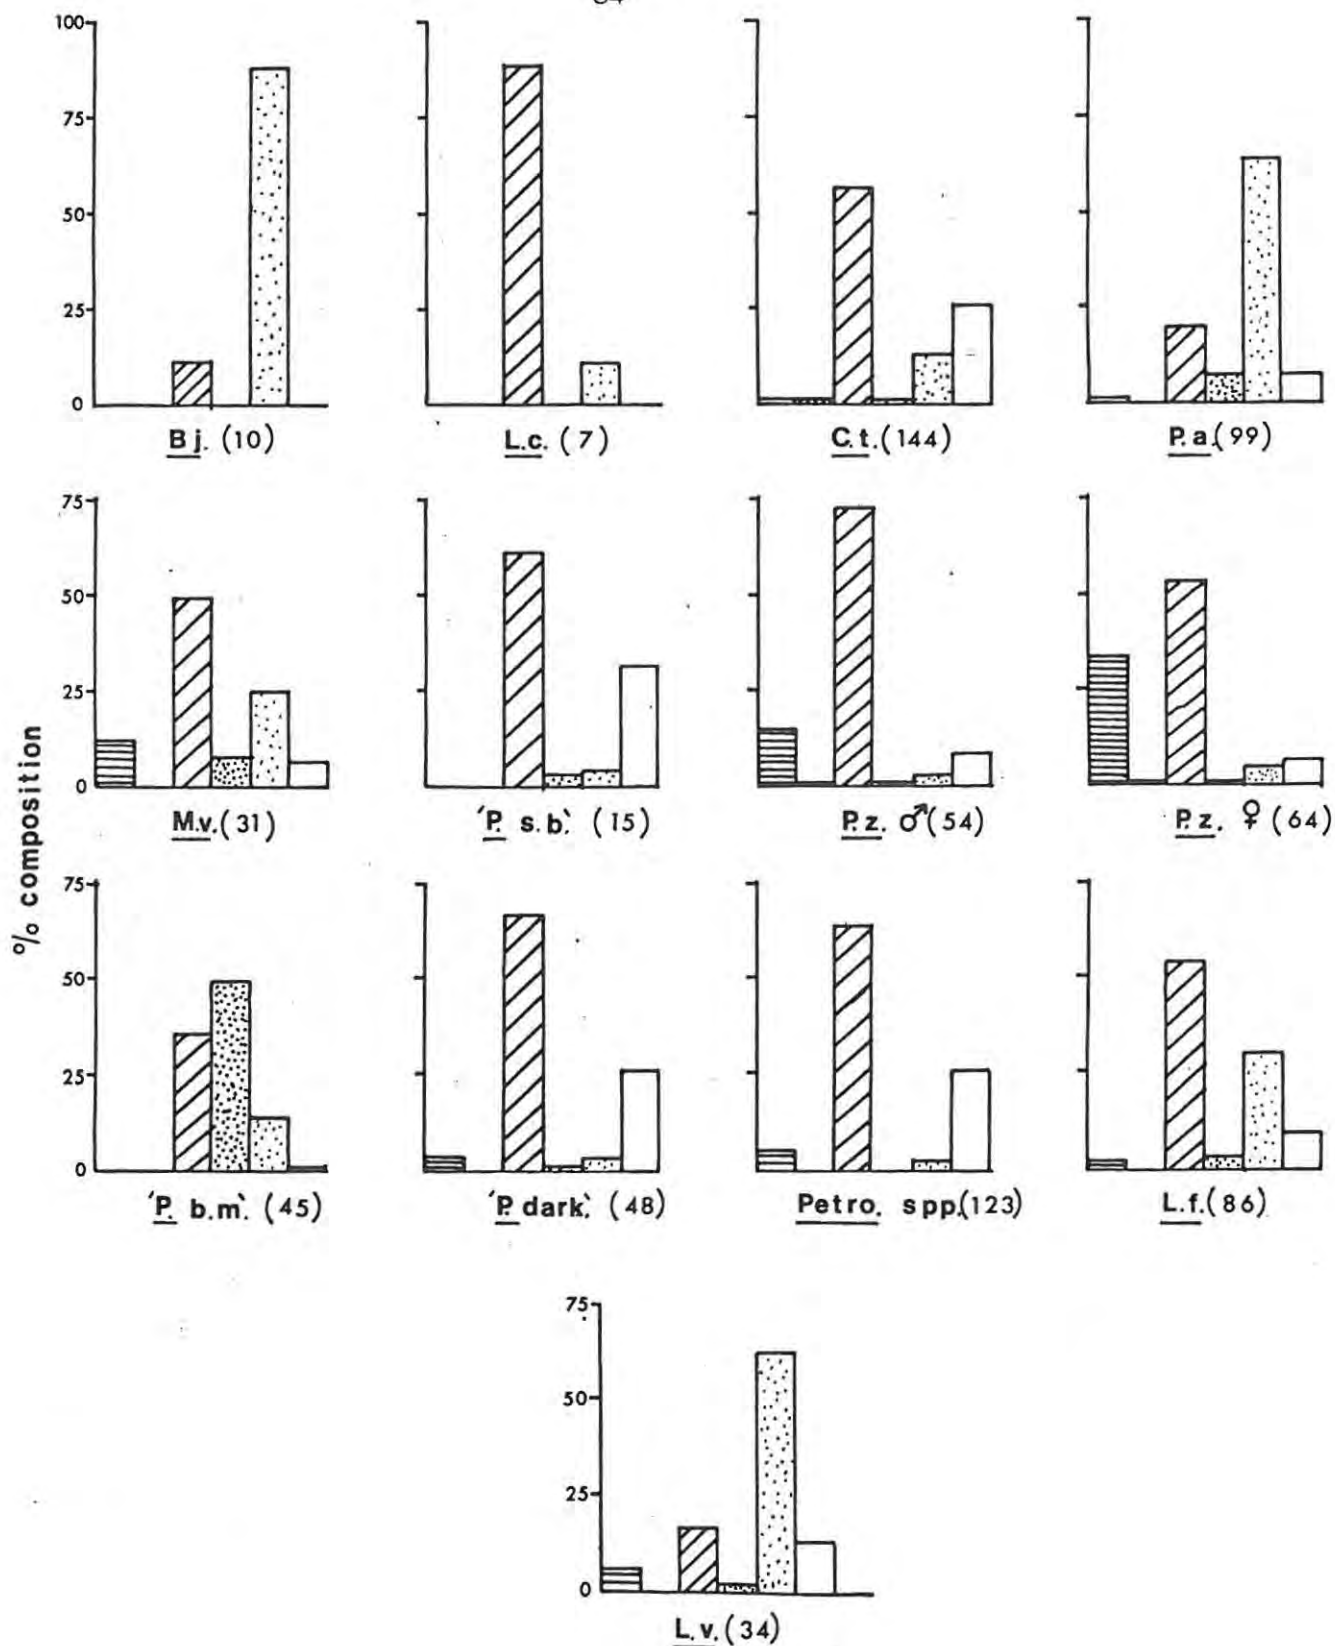 100
75
50
25
0
B j. (10)
L.c. (7)
C.t.(144)
P.a.(99)
% composition
75
50
25
0
M.v.(31)
'P. s.b'. (15)
P.z. ♂(54)
P.z. ♀ (64)
75
50
25
0
'P. b.m'. (45)
'P. dark'. (48)
Petro. spp.(123)
L.f.(86)
75
50
25
0
L.v.(34)